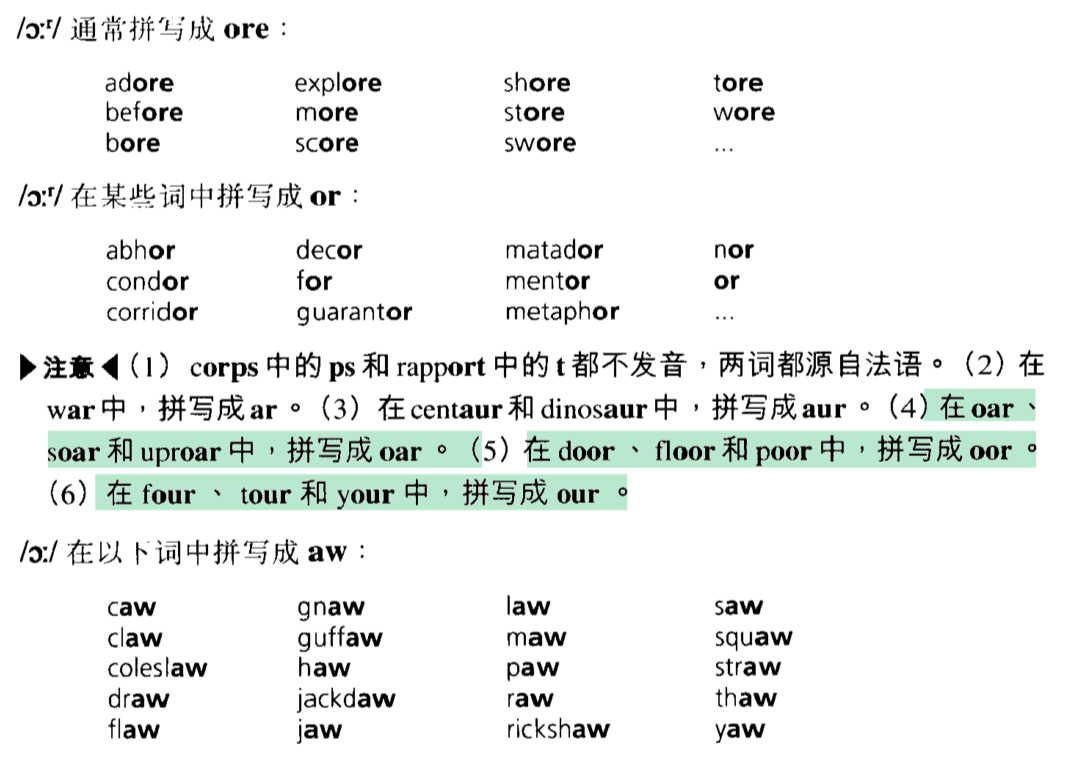 /ɔːʳ/ 通常拼写成 ore：
adore explore shore tore
before more store wore
bore score swore …
/ɔːʳ/ 在某些词中拼写成 or：
abhor decor matador nor
condor for mentor or
corridor guarantor metaphor …
▶注意◀（1）corps 中的 ps 和 rapport 中的 t 都不发音，两词都源自法语。（2）在
war 中，拼写成 ar。（3）在 centaur 和 dinosaur 中，拼写成 aur。（4）在 oar、
soar 和 uproar 中，拼写成 oar。（5）在 door、floor 和 poor 中，拼写成 oor。
（6）在 four、tour 和 your 中，拼写成 our。
/ɔː/ 在以下词中拼写成 aw：
caw gnaw law saw
claw guffaw maw squaw
coleslaw haw paw straw
draw jackdaw raw thaw
flaw jaw rickshaw yaw